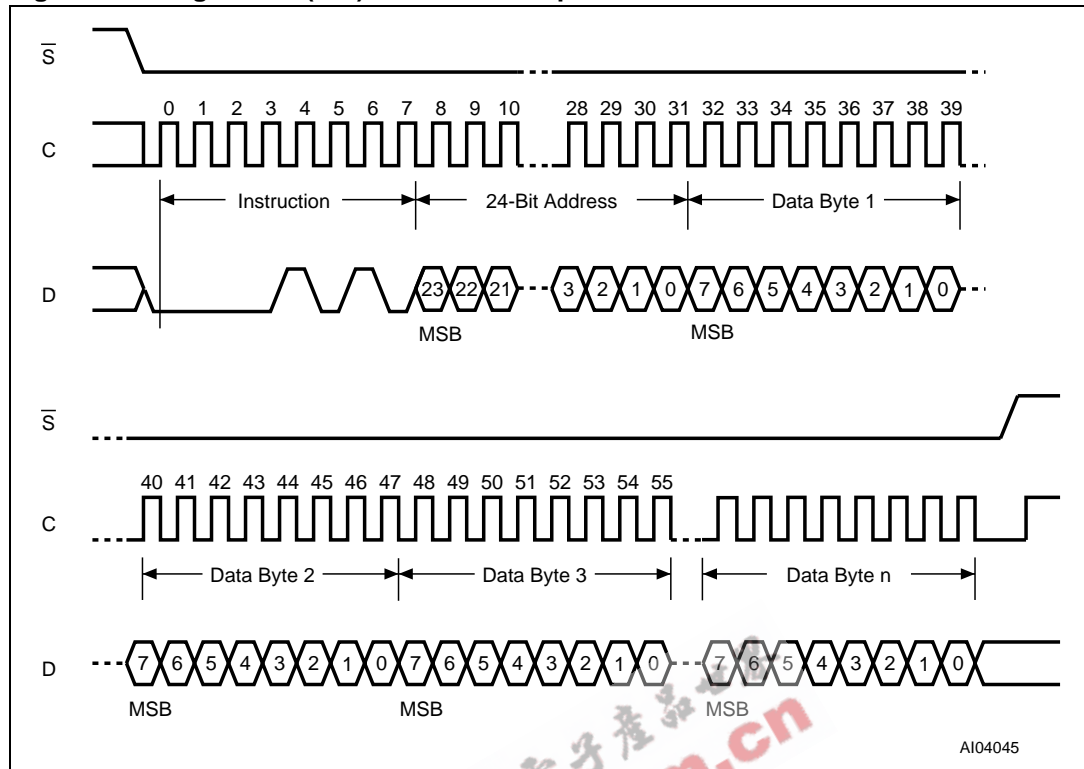 S
0 1 2 3 4 5 6 7 8 9 10 28 29 30 31 32 33 34 35 36 37 38 39
C
Instruction 24-Bit Address Data Byte 1
D 23 22 21 3 2 1 0 7 6 5 4 3 2 1 0
MSB MSB
S
40 41 42 43 44 45 46 47 48 49 50 51 52 53 54 55
C
Data Byte 2 Data Byte 3 Data Byte n
D 7 6 5 4 3 2 1 0 7 6 5 4 3 2 1 0 7 6 5 4 3 2 1 0
MSB MSB MSB
AI04045